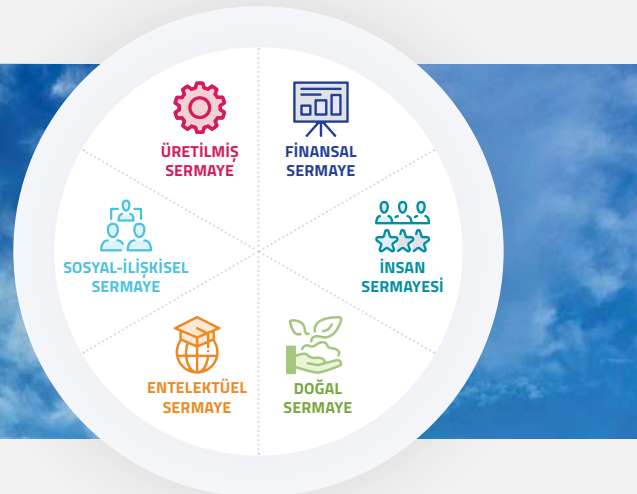 ÜRETİLMİŞ
SERMAYE
FİNANSAL
SERMAYE
SOSYAL-İLİŞKİSEL
SERMAYE
İNSAN
SERMAYESİ
ENTELEKTÜEL
SERMAYE
DOĞAL
SERMAYE